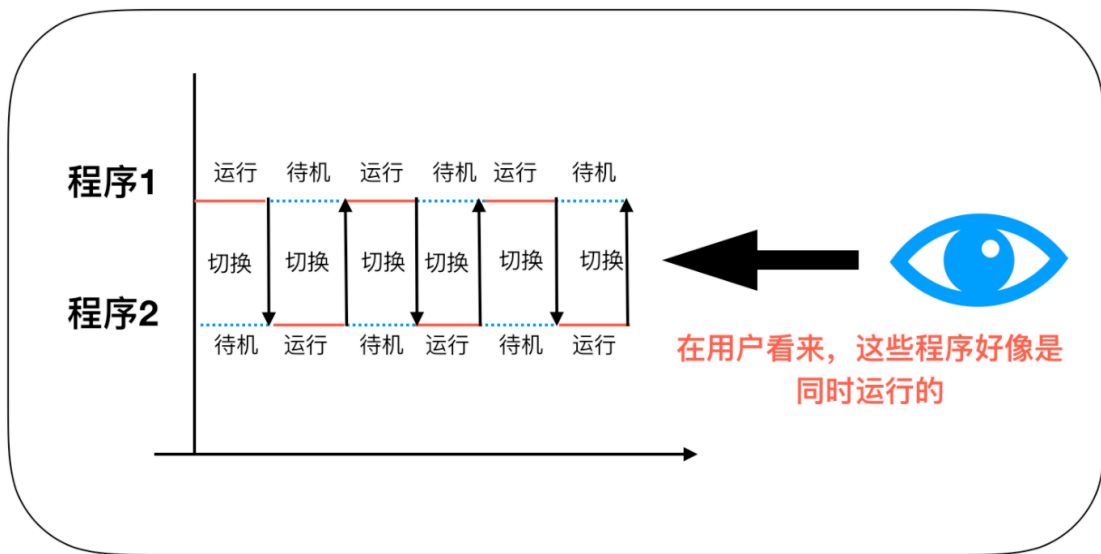 运行 待机 运行 待机 运行 待机
程序1
切换 切换 切换 切换 切换 切换
程序2
待机 运行 待机 运行 待机 运行
在用户看来，这些程序好像是
同时运行的